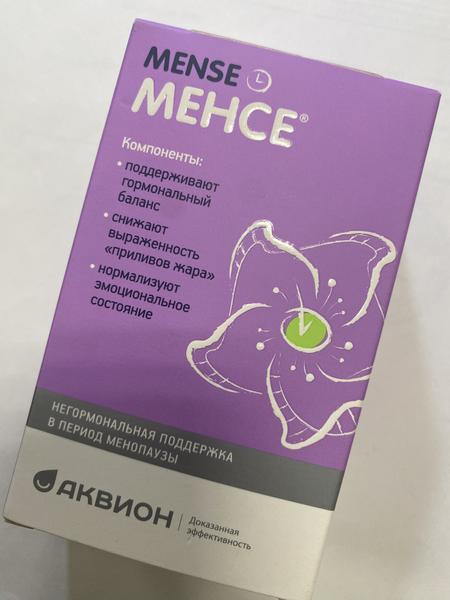 MENSE
МЕНСЕ®
Компоненты:
• поддерживают
гормональный
баланс
• снижают
выраженность
«приливов жара»
• нормализуют
эмоциональное
состояние
НЕГОРМОНАЛЬНАЯ ПОДДЕРЖКА
В ПЕРИОД МЕНОПАУЗЫ
АКВИОН
Доказанная
эффективность